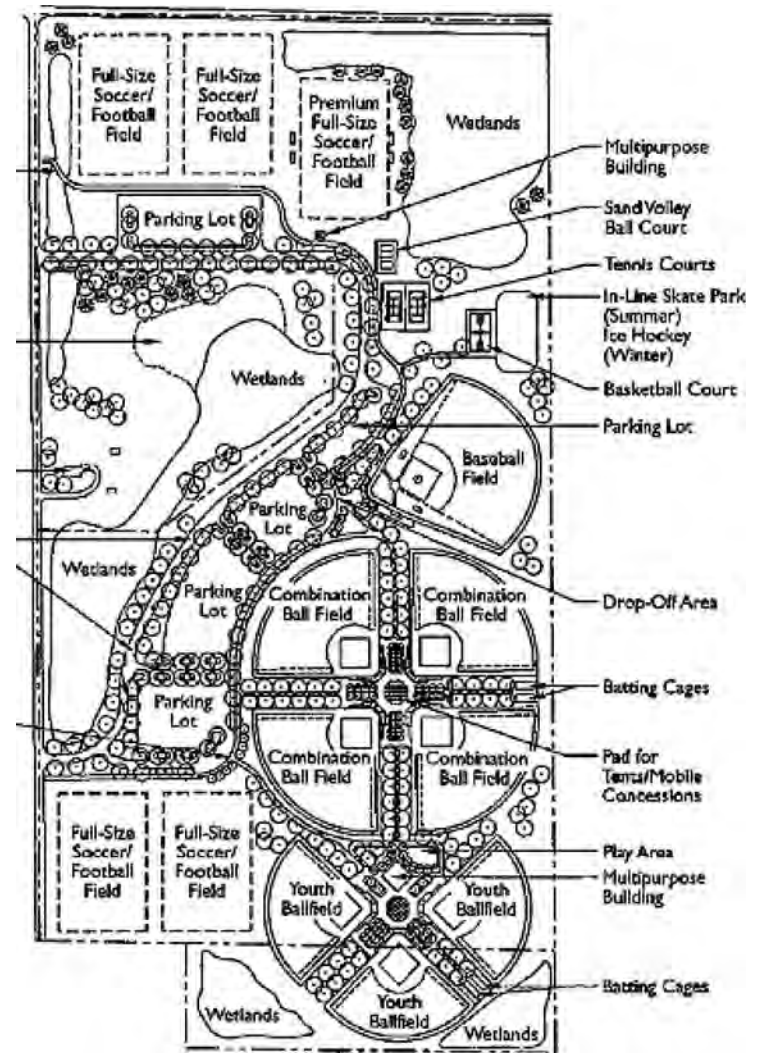 Full-Size
Soccer/
Football
Field
Full-Size
Soccer/
Football
Field
Premium
Full-Size
Soccer/
Football
Field
Wetlands
Multipurpose
Building
Parking Lot
Sand Volley
Ball Court
Tennis Courts
In-Line Skate Park
(Summer)
Ice Hockey
(Winter)
Wetlands
Basketball Court
Parking Lot
Baseball
Field
Parking
Lot
Wetlands
Parking
Lot
Combination
Ball Field
Combination
Ball Field
Drop-Off Area
Batting Cages
Parking
Lot
Combination
Ball Field
Combination
Ball Field
Pad for
Tents/Mobile
Concessions
Full-Size
Soccer/
Football
Field
Full-Size
Soccer/
Football
Field
Play Area
Multipurpose
Building
Youth
Ballfield
Youth
Ballfield
Batting Cages
Youth
Ballfield
Wetlands
Wetlands